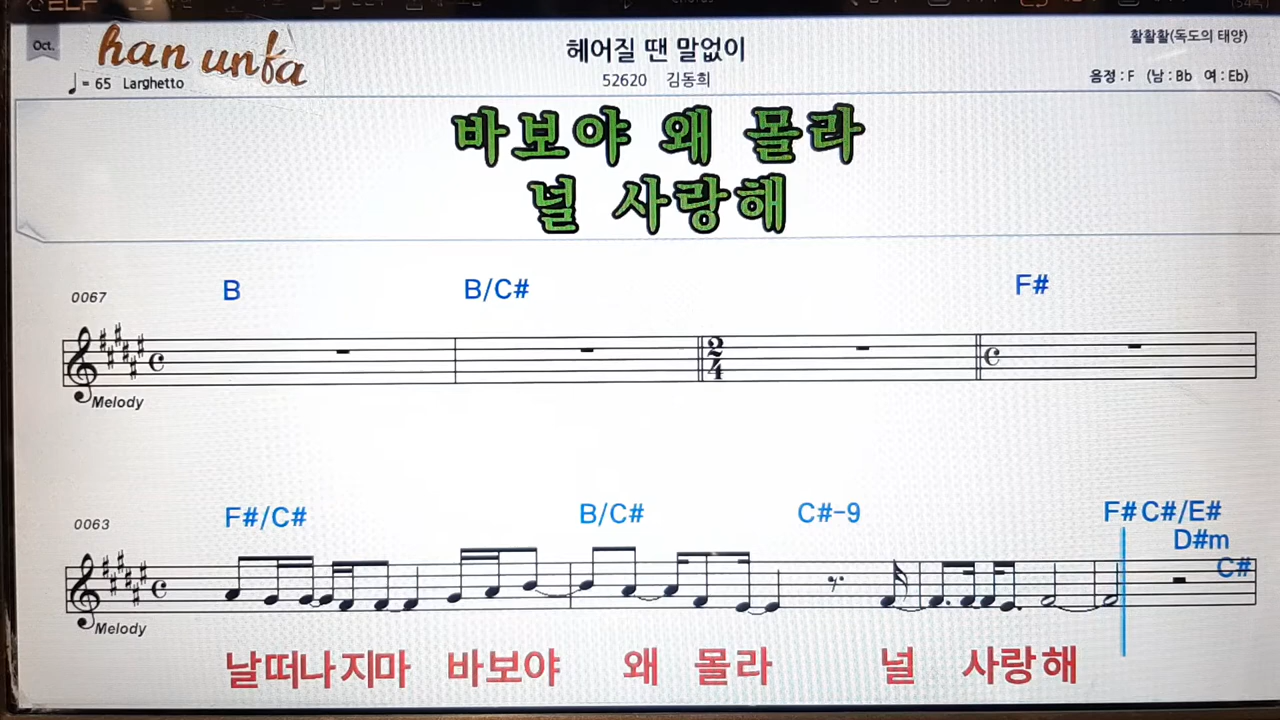 Oct.
han unfa
♩= 65 Larghetto
헤어질 땐 말없이
52620 김동희
활활활(독도의 태양)
음정 : F (남 : Bb 여 : Eb)
바보야 왜 몰라
널 사랑해
0067
B B/C# F#
2
4
Melody
0063
F#/C# B/C# C#-9 F# C#/E#
D#m
C#
Melody
날떠나지마 바보야 왜 몰라 널 사랑해